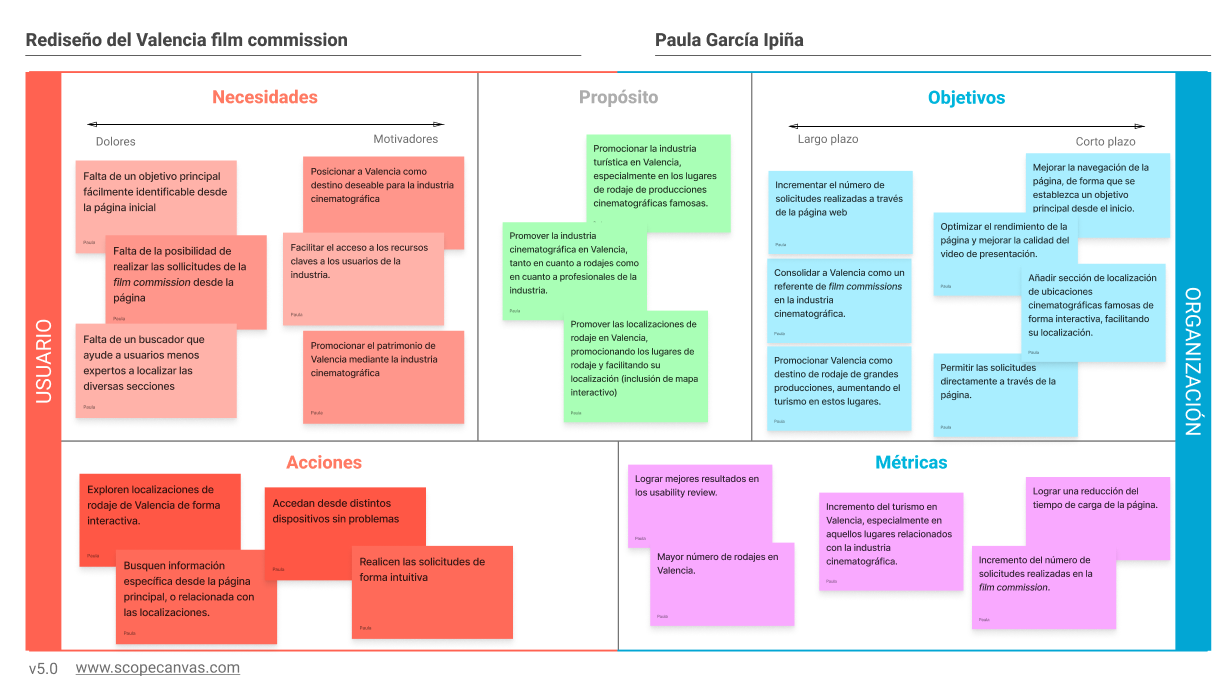 Rediseño del Valencia film commission
Paula García Ipiña
USUARIO
Necesidades
Dolores
Motivadores
Falta de un objetivo principal
fácilmente identificable desde
la página inicial
Paula
Falta de la posibilidad de
realizar las sollicitudes de la
film commission desde la
página
Paula
Falta de un buscador que
ayude a usuarios menos
expertos a localizar las
diversas secciones
Paula
Posicionar a Valencia como
destino deseable para la industria
cinematográfica
Facilitar el acceso a los recursos
claves a los usuarios de la
industria.
Paula
Promocionar el patrimonio de
Valencia mediante la industria
cinematográfica
Paula
Propósito
Promocionar la industria
turística en Valencia,
especialmente en los lugares
de rodaje de producciones
cinematográficas famosas.
Promover la industria
cinematográfica en Valencia,
tanto en cuanto a rodajes como
en cuanto a profesionales de la
industria.
Paula
Promover las localizaciones de
rodaje en Valencia,
promocionando los lugares de
rodaje y facilitando su
localización (inclusión de mapa
interactivo)
Paula
Objetivos
Largo plazo
Corto plazo
Incrementar el número de
solicitudes realizadas a través
de la página web
Paula
Consolidar a Valencia como un
referente de film commissions
en la industria
cinematográfica.
Paula
Promocionar Valencia como
destino de rodaje de grandes
producciones, aumentando el
turismo en estos lugares.
Paula
Mejorar la navegación de la
página, de forma que se
establezca un objetivo
principal desde el inicio.
Optimizar el rendimiento de la
página y mejorar la calidad del
video de presentación.
Paula
Añadir sección de localización
de ubicaciones
cinematográficas famosas de
forma interactiva, facilitando
su localización.
Paula
Permitir las solicitudes
directamente a través de la
página.
Paula
ORGANIZACIÓN
Acciones
Exploren localizaciones de
rodaje de Valencia de forma
interactiva.
Paula
Busquen información
específica desde la página
principal, o relacionada con
las localizaciones.
Paula
Accedan desde distintos
dispositivos sin problemas
Paula
Realicen las solicitudes de
forma intuitiva
Paula
Métricas
Lograr mejores resultados en
los usability review.
Paula
Mayor número de rodajes en
Valencia.
Paula
Incremento del turismo en
Valencia, especialmente en
aquellos lugares relacionados
con la industria
cinematográfica.
Paula
Lograr una reducción del
tiempo de carga de la página.
Incremento del número de
solicitudes realizadas en la
film commission.
Paula
v5.0 www.scopecanvas.com